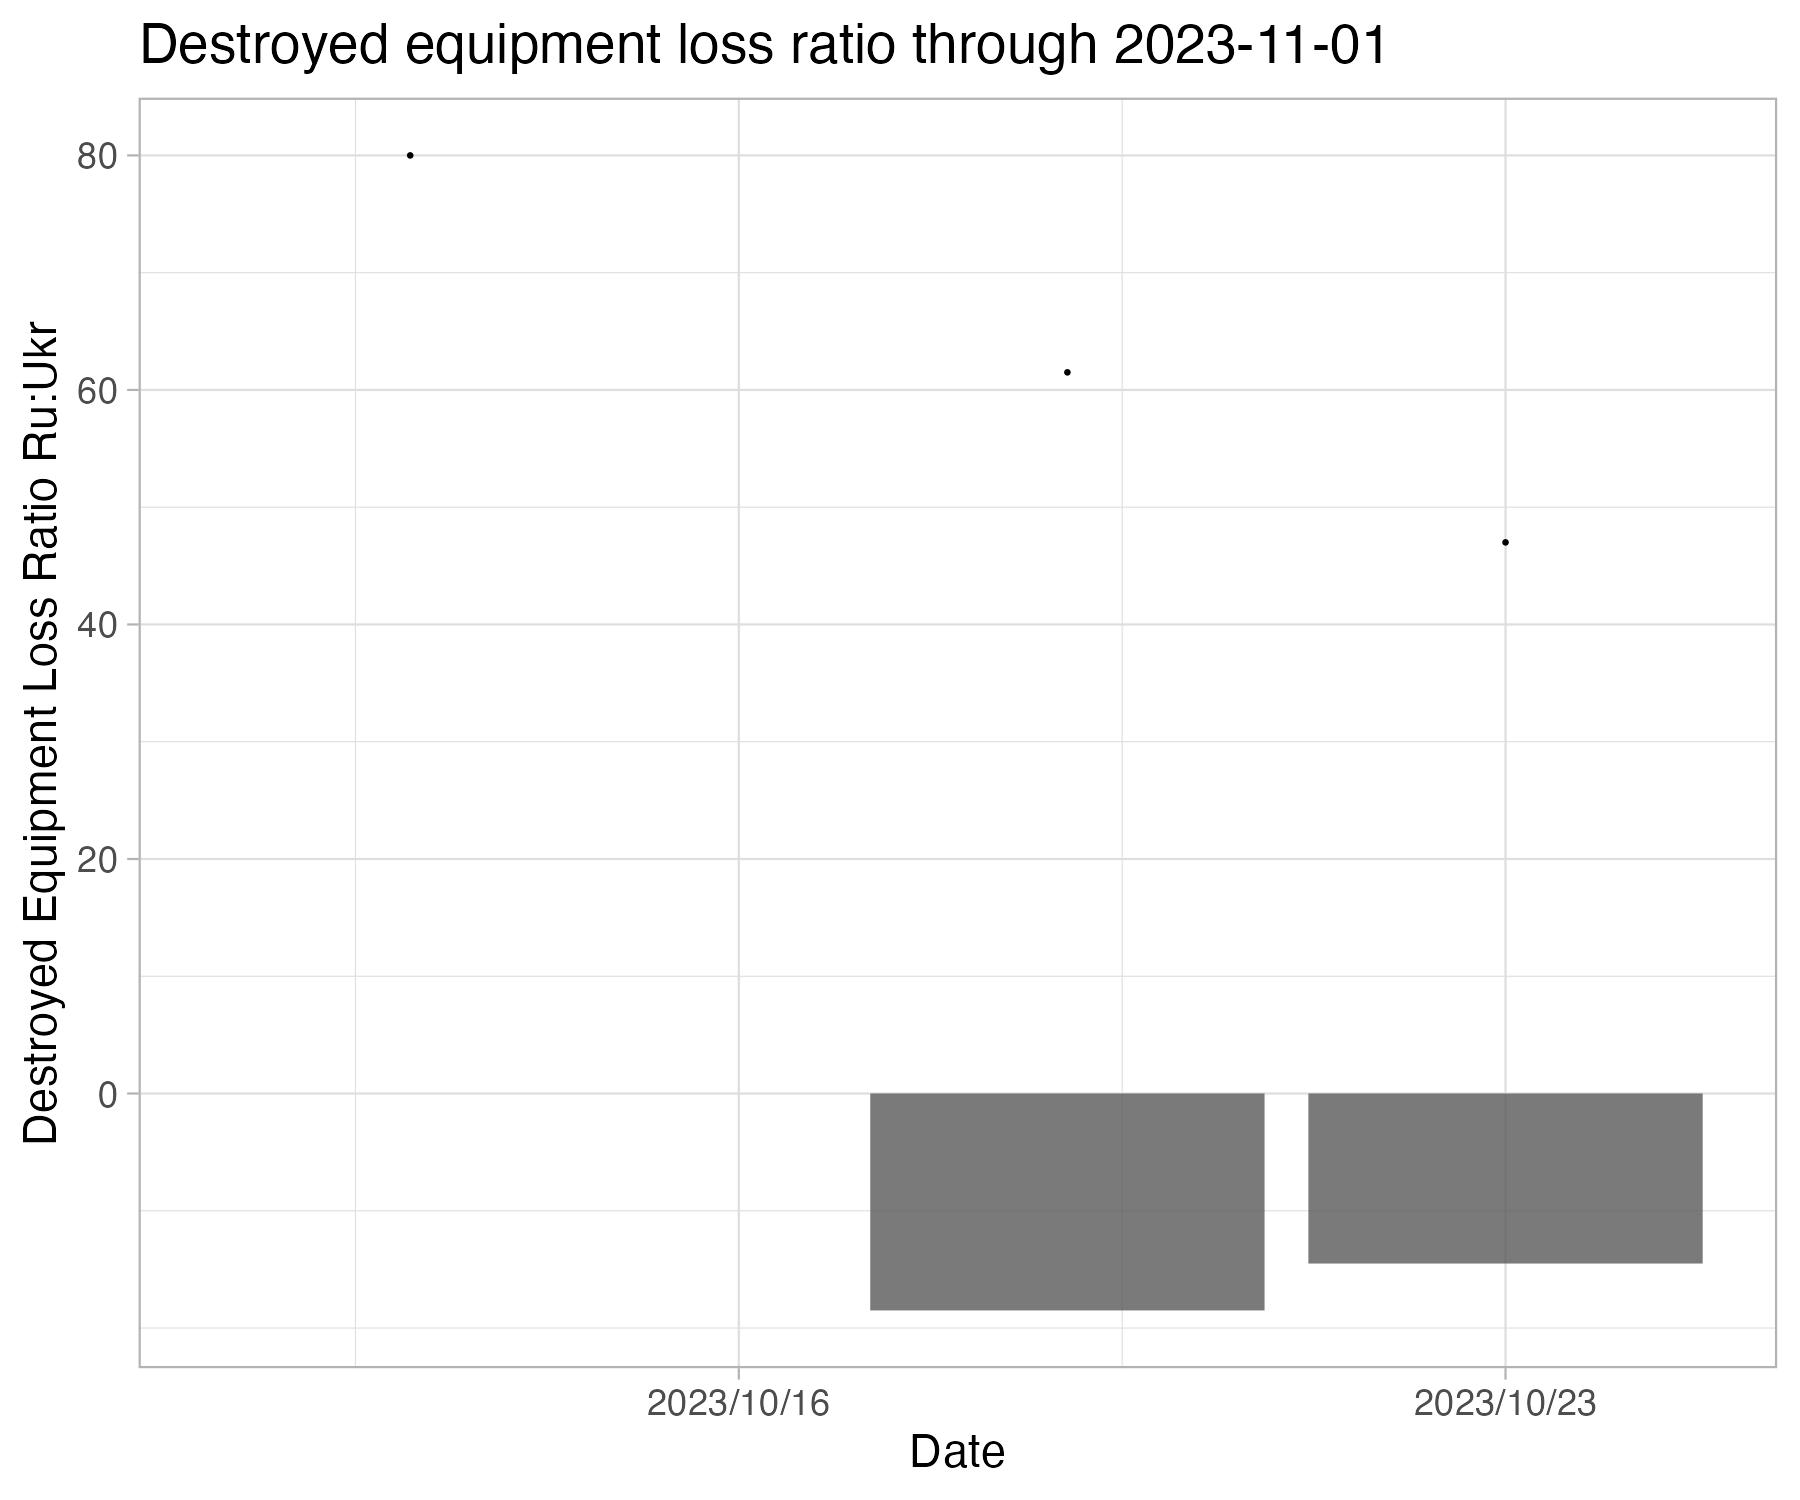 Destroyed equipment loss ratio through 2023-11-01
Destroyed Equipment Loss Ratio Ru:Ukr
80
60
40
20
0
2023/10/16
2023/10/23
Date